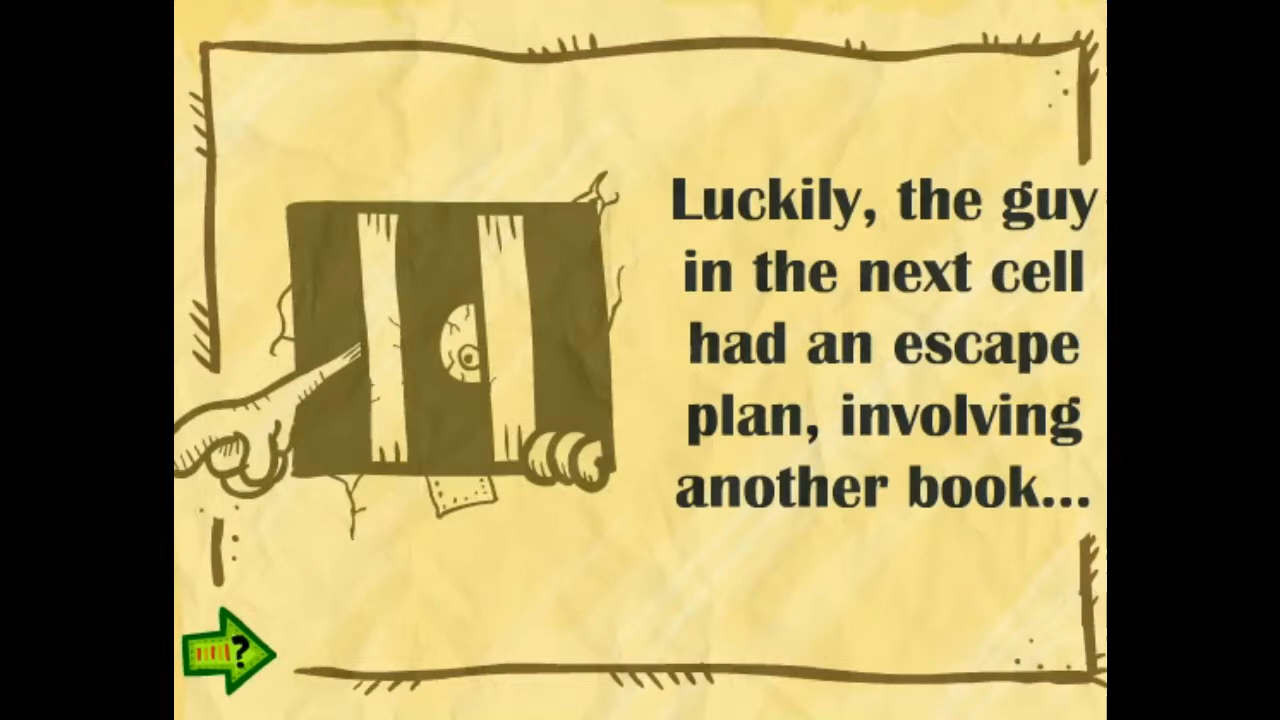 Luckily, the guy
in the next cell
had an escape
plan, involving
another book...
?